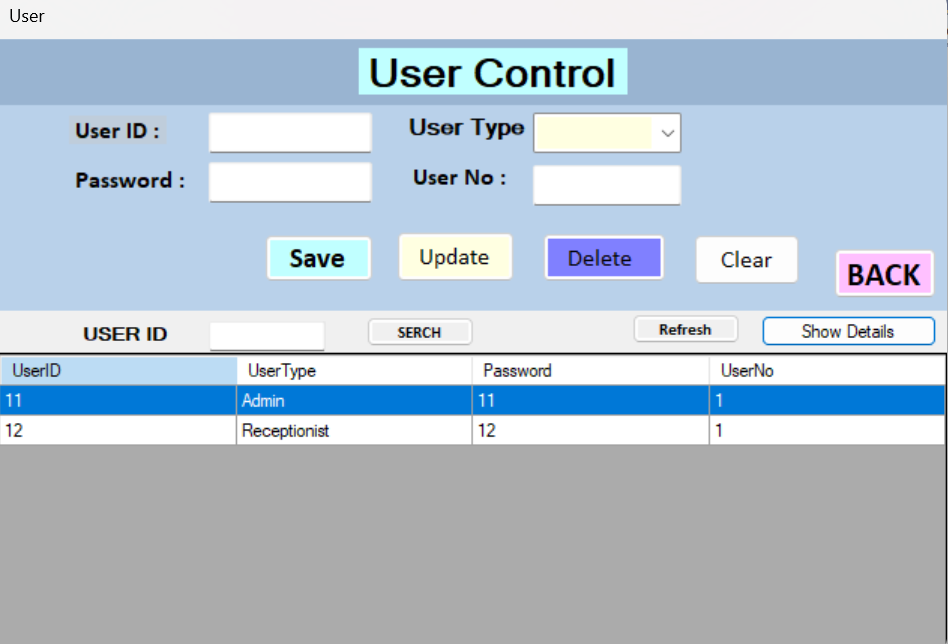 User
User Control
User ID :
User Type
Password :
User No :
Save Update Delete Clear BACK
USER ID SERCH Refresh Show Details
UserID UserType Password UserNo
11 Admin 11 1
12 Receptionist 12 1